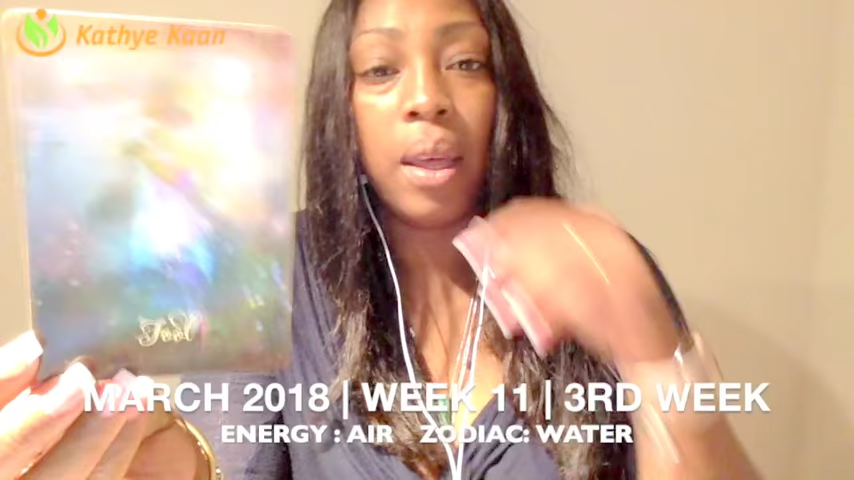 Kathye Kaan
Fool
MARCH 2018 | WEEK 11 | 3RD WEEK
ENERGY : AIR ZODIAC: WATER